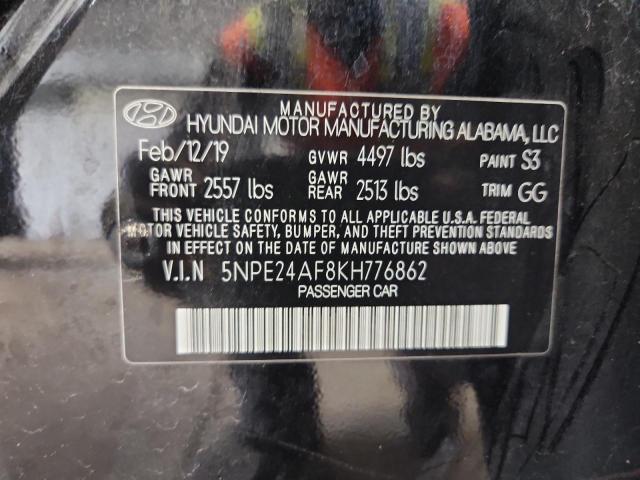 MANUFACTURED BY
HYUNDAI MOTOR MANUFACTURING ALABAMA, LLC
Feb/12/19 GVWR 4497 lbs PAINT S3
GAWR FRONT 2557 lbs GAWR REAR 2513 lbs TRIM GG
THIS VEHICLE CONFORMS TO ALL APPLICABLE U.S.A. FEDERAL
MOTOR VEHICLE SAFETY, BUMPER, AND THEFT PREVENTION STANDARDS
IN EFFECT ON THE DATE OF MANUFACTURE SHOWN ABOVE.
V.I.N 5NPE24AF8KH776862
PASSENGER CAR